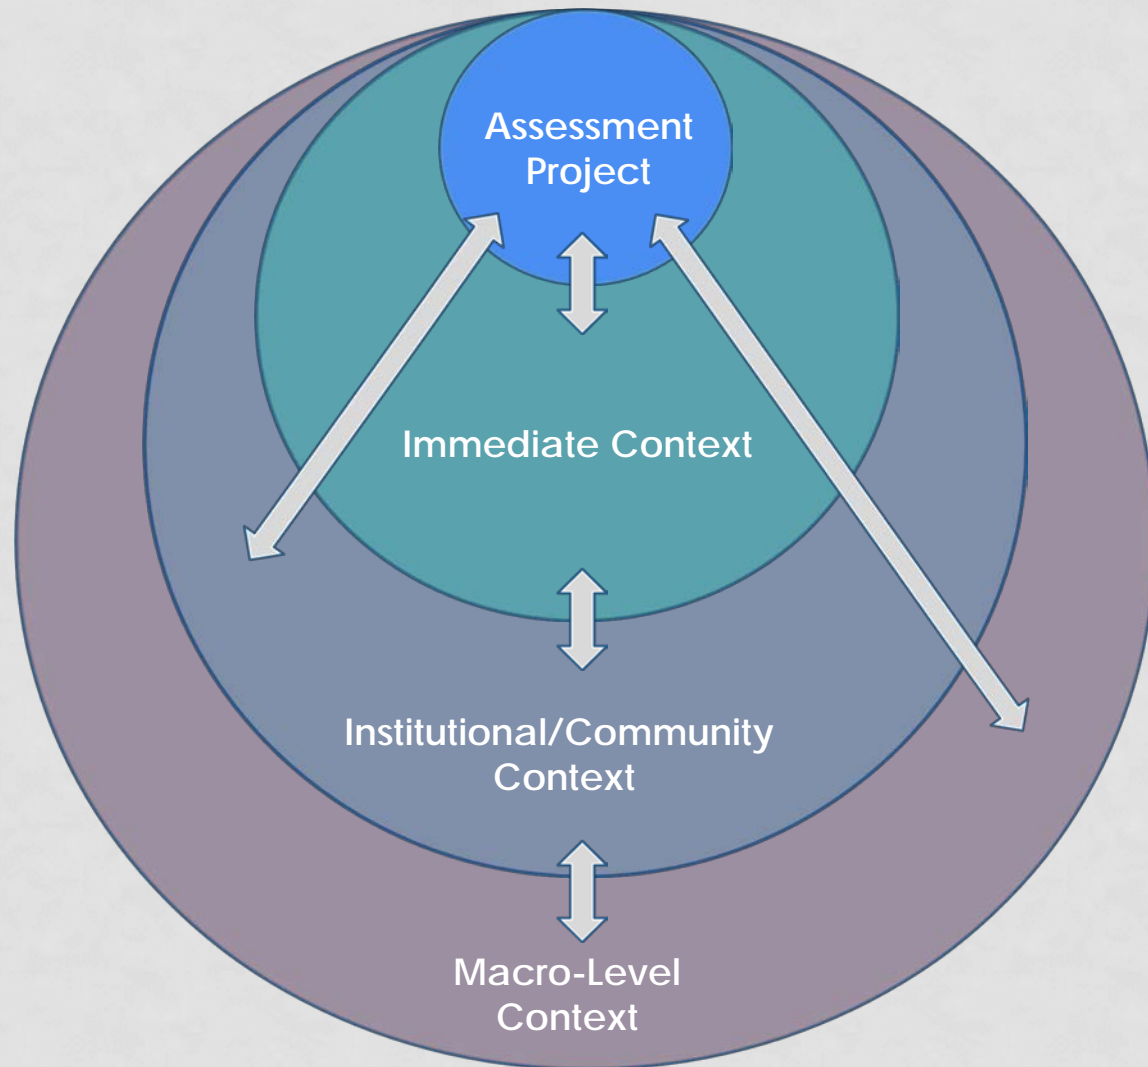 Assessment
Project
Immediate Context
Institutional/Community
Context
Macro-Level
Context